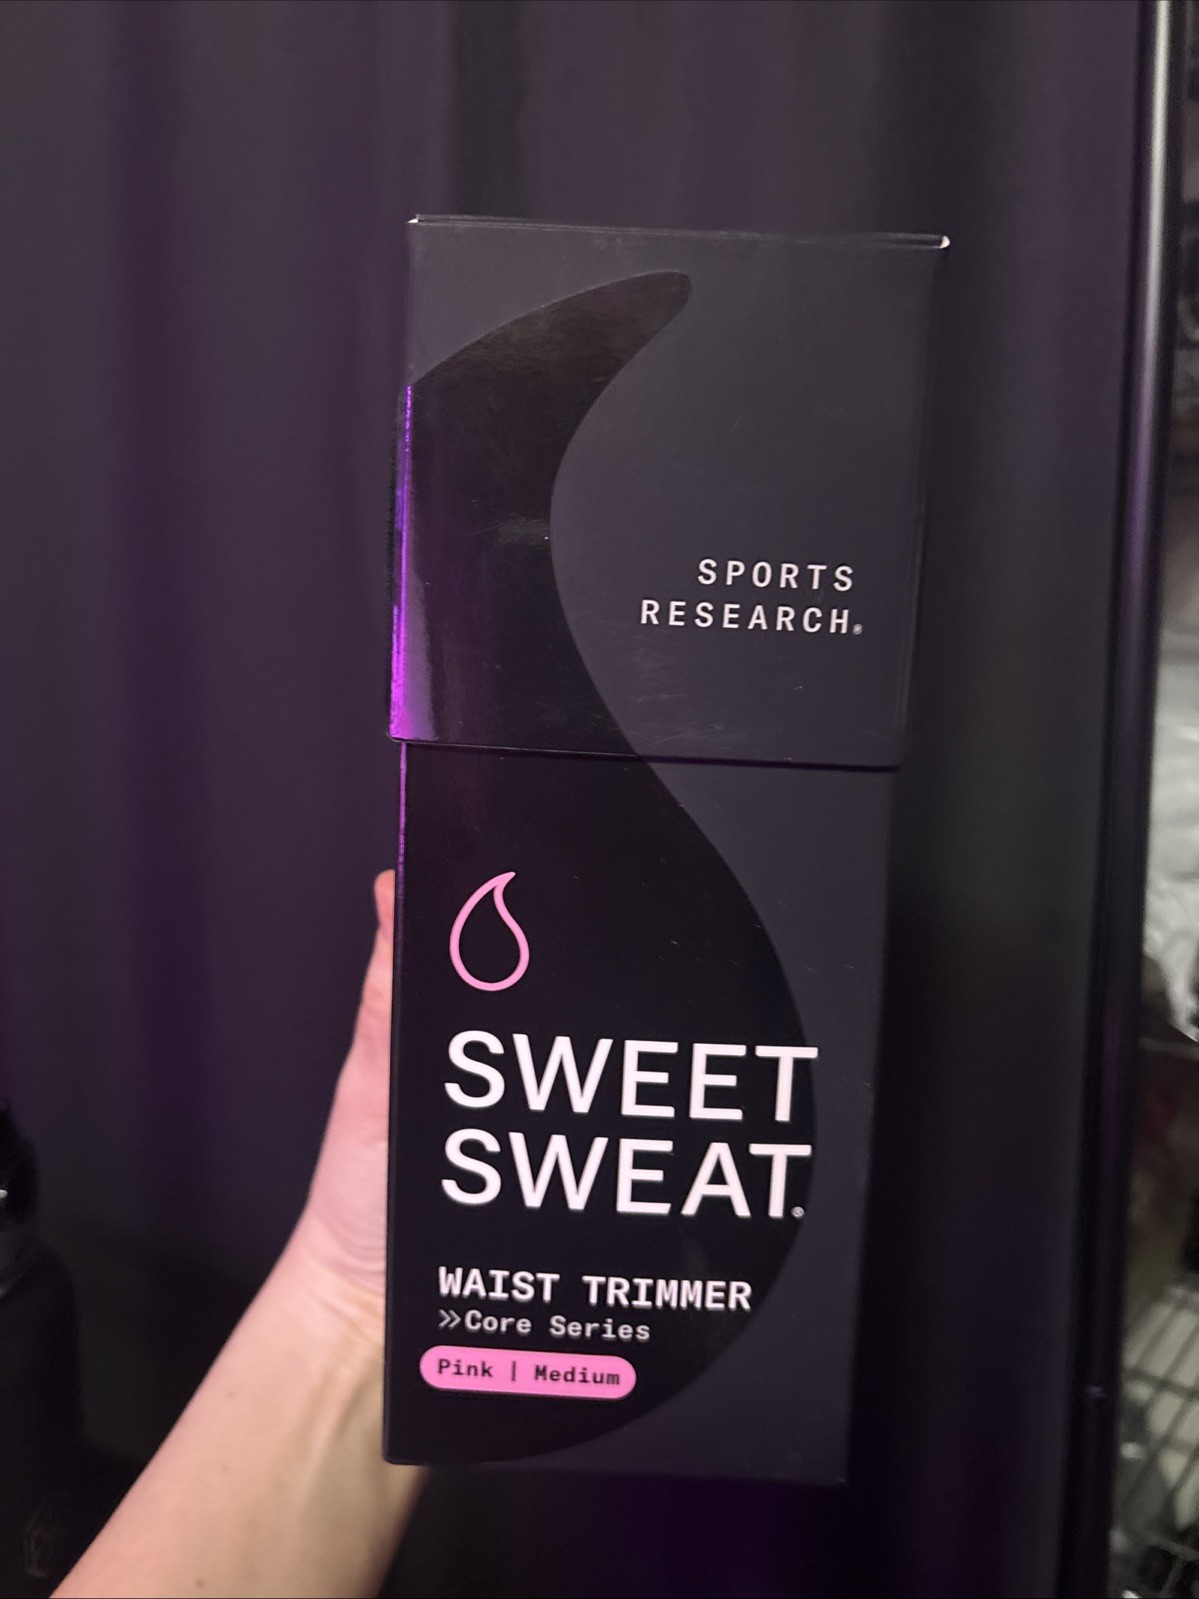 SPORTS
RESEARCH®
SWEET
SWEAT®
WAIST TRIMMER
»Core Series
Pink | Medium